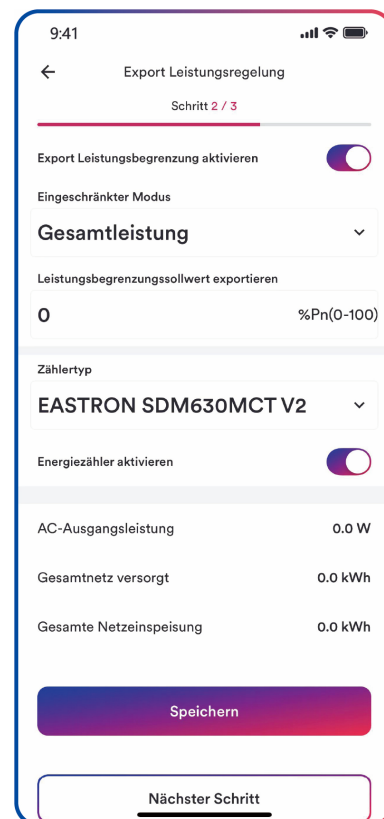 9:41
Export Leistungsregelung
Schritt 2 / 3
Export Leistungsbegrenzung aktivieren
Eingeschränkter Modus
Gesamtleistung
Leistungsbegrenzungssollwert exportieren
0 %Pn(0-100)
Zählertyp
EASTRON SDM630MCT V2
Energiezähler aktivieren
AC-Ausgangsleistung 0.0 W
Gesamtnetz versorgt 0.0 kWh
Gesamte Netzeinspeisung 0.0 kWh
Speichern
Nächster Schritt